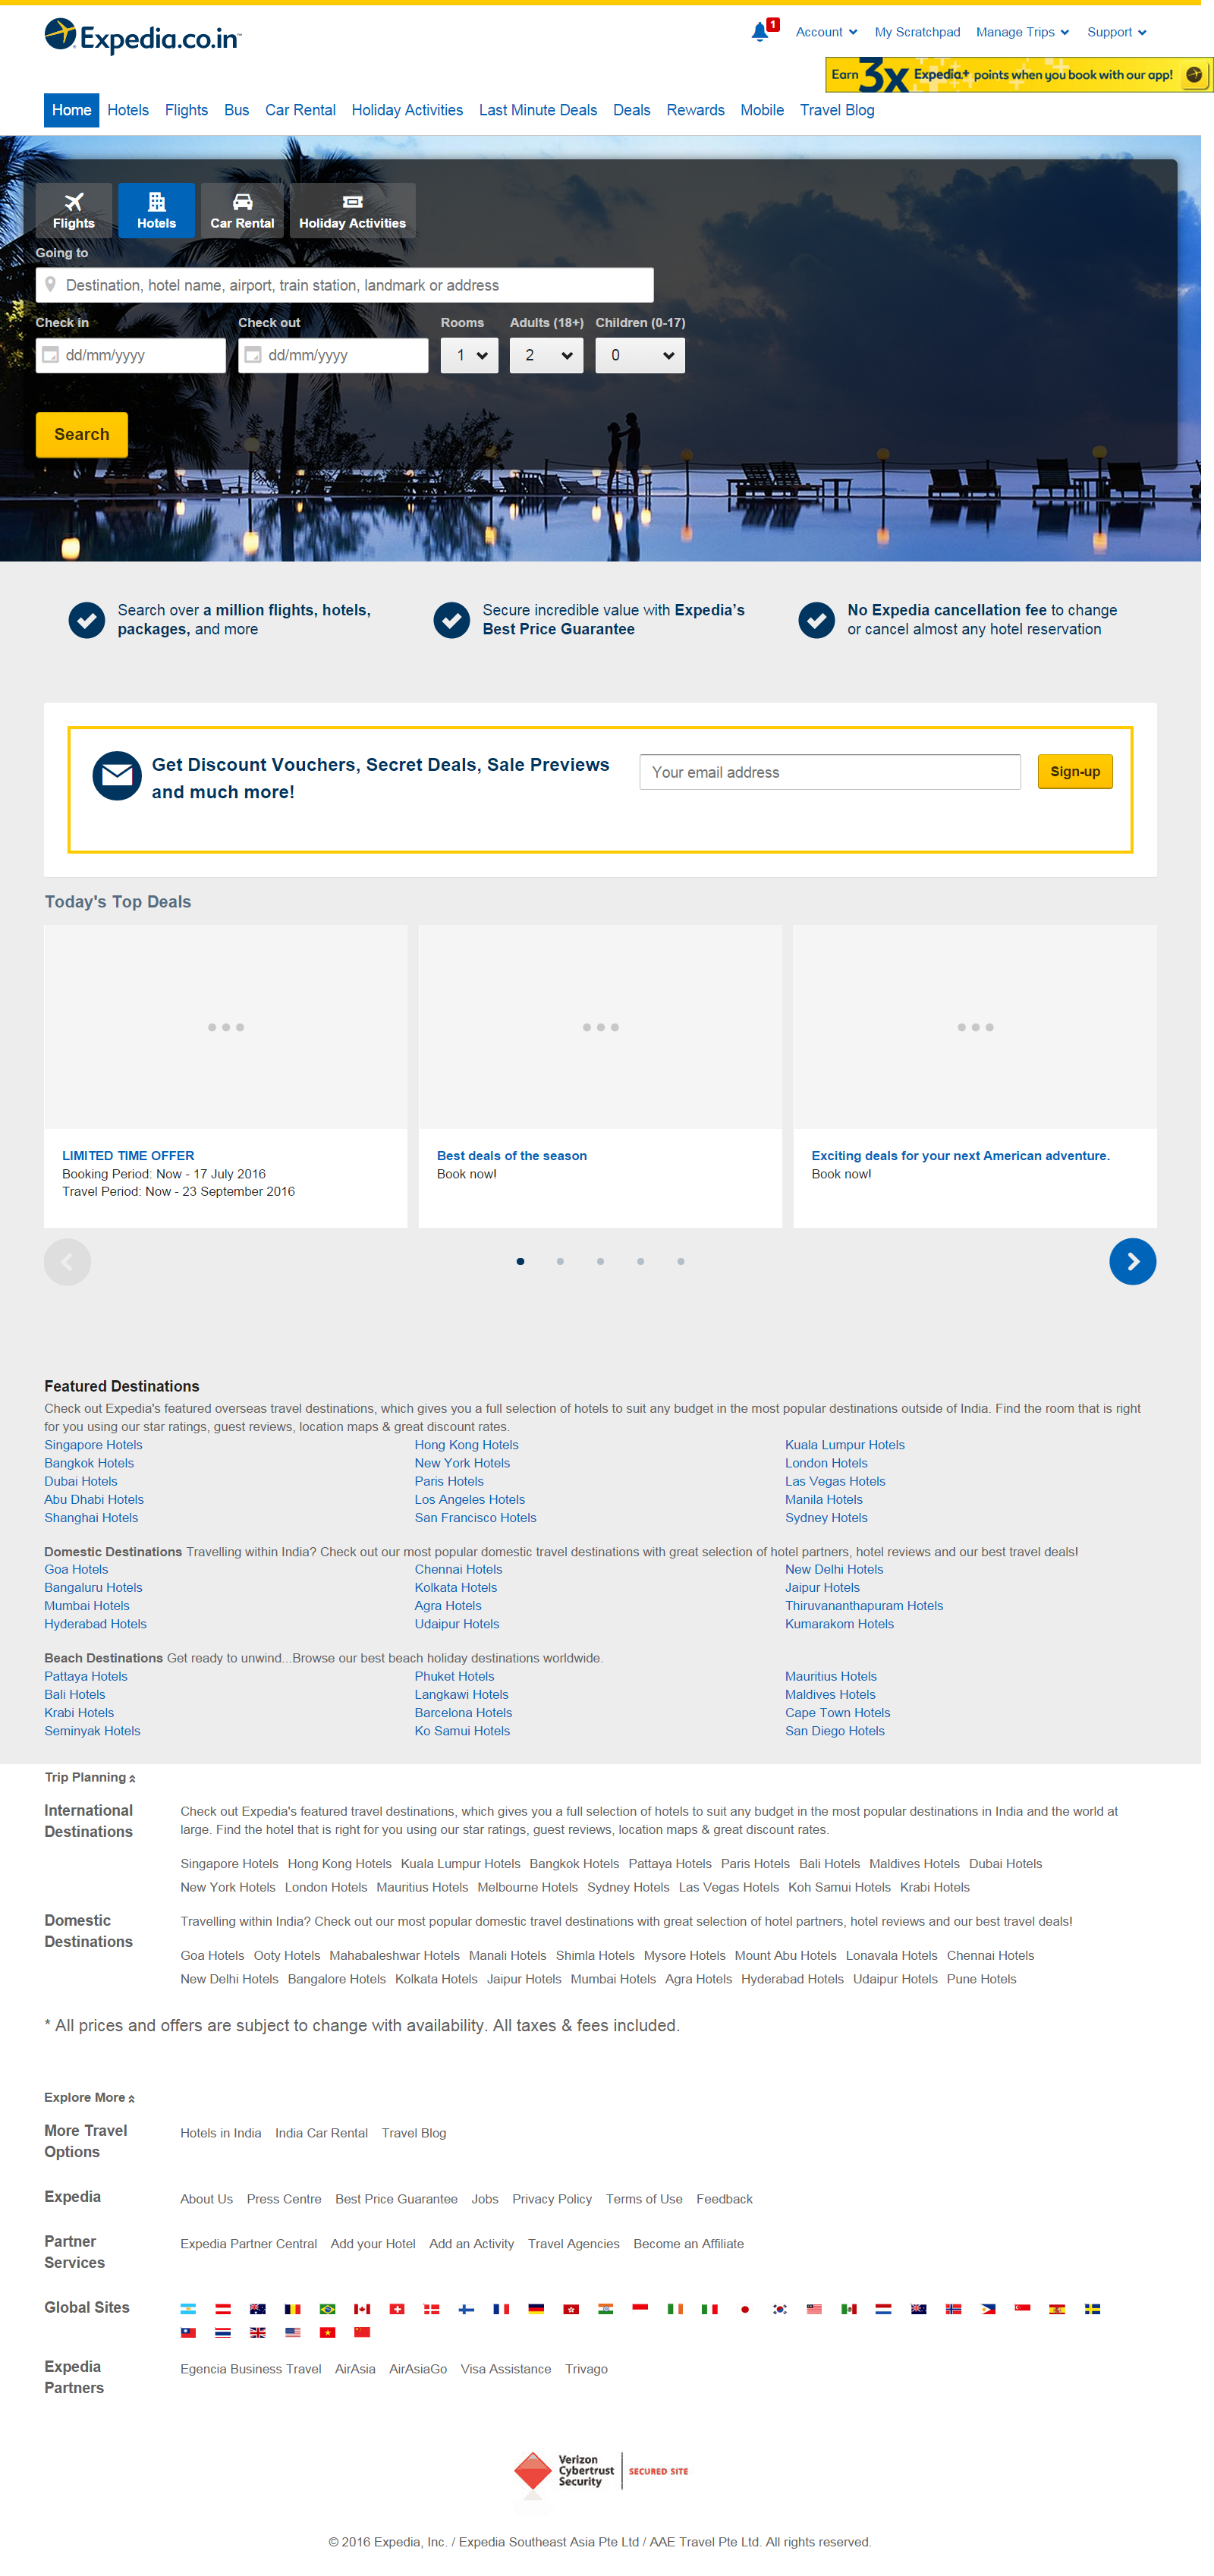 Expedia.co.in™
1
Account
My Scratchpad
Manage Trips
Support
Earn 3x Expedia+ points when you book with our app!
Home
Hotels
Flights
Bus
Car Rental
Holiday Activities
Last Minute Deals
Deals
Rewards
Mobile
Travel Blog
Flights
Hotels
Car Rental
Holiday Activities
Going to
Destination, hotel name, airport, train station, landmark or address
Check in
Check out
Rooms
Adults (18+)
Children (0-17)
dd/mm/yyyy
dd/mm/yyyy
1
2
0
Search
Search over a million flights, hotels,
packages, and more
Secure incredible value with Expedia's
Best Price Guarantee
No Expedia cancellation fee to change
or cancel almost any hotel reservation
Get Discount Vouchers, Secret Deals, Sale Previews
and much more!
Your email address
Sign-up
Today's Top Deals
LIMITED TIME OFFER
Booking Period: Now - 17 July 2016
Travel Period: Now - 23 September 2016
Best deals of the season
Book now!
Exciting deals for your next American adventure.
Book now!
Featured Destinations
Check out Expedia's featured overseas travel destinations, which gives you a full selection of hotels to suit any budget in the most popular destinations outside of India. Find the room that is right
for you using our star ratings, guest reviews, location maps & great discount rates.
Singapore Hotels
Hong Kong Hotels
Kuala Lumpur Hotels
Bangkok Hotels
New York Hotels
London Hotels
Dubai Hotels
Paris Hotels
Las Vegas Hotels
Abu Dhabi Hotels
Los Angeles Hotels
Manila Hotels
Shanghai Hotels
San Francisco Hotels
Sydney Hotels
Domestic Destinations Travelling within India? Check out our most popular domestic travel destinations with great selection of hotel partners, hotel reviews and our best travel deals!
Goa Hotels
Chennai Hotels
New Delhi Hotels
Bangaluru Hotels
Kolkata Hotels
Jaipur Hotels
Mumbai Hotels
Agra Hotels
Thiruvananthapuram Hotels
Hyderabad Hotels
Udaipur Hotels
Kumarakom Hotels
Beach Destinations Get ready to unwind...Browse our best beach holiday destinations worldwide.
Pattaya Hotels
Phuket Hotels
Mauritius Hotels
Bali Hotels
Langkawi Hotels
Maldives Hotels
Krabi Hotels
Barcelona Hotels
Cape Town Hotels
Seminyak Hotels
Ko Samui Hotels
San Diego Hotels
Trip Planning
International
Destinations
Check out Expedia's featured travel destinations, which gives you a full selection of hotels to suit any budget in the most popular destinations in India and the world at
large. Find the hotel that is right for you using our star ratings, guest reviews, location maps & great discount rates.
Singapore Hotels Hong Kong Hotels Kuala Lumpur Hotels Bangkok Hotels Pattaya Hotels Paris Hotels Bali Hotels Maldives Hotels Dubai Hotels
New York Hotels London Hotels Mauritius Hotels Melbourne Hotels Sydney Hotels Las Vegas Hotels Koh Samui Hotels Krabi Hotels
Domestic
Destinations
Travelling within India? Check out our most popular domestic travel destinations with great selection of hotel partners, hotel reviews and our best travel deals!
Goa Hotels Ooty Hotels Mahabaleshwar Hotels Manali Hotels Shimla Hotels Mysore Hotels Mount Abu Hotels Lonavala Hotels Chennai Hotels
New Delhi Hotels Bangalore Hotels Kolkata Hotels Jaipur Hotels Mumbai Hotels Agra Hotels Hyderabad Hotels Udaipur Hotels Pune Hotels
* All prices and offers are subject to change with availability. All taxes & fees included.
Explore More
More Travel
Options
Hotels in India India Car Rental Travel Blog
Expedia
About Us Press Centre Best Price Guarantee Jobs Privacy Policy Terms of Use Feedback
Partner
Services
Expedia Partner Central Add your Hotel Add an Activity Travel Agencies Become an Affiliate
Global Sites
Expedia
Partners
Egencia Business Travel AirAsia AirAsiaGo Visa Assistance Trivago
Verizon
Cybertrust
Security
SECURED SITE
© 2016 Expedia, Inc. / Expedia Southeast Asia Pte Ltd / AAE Travel Pte Ltd. All rights reserved.